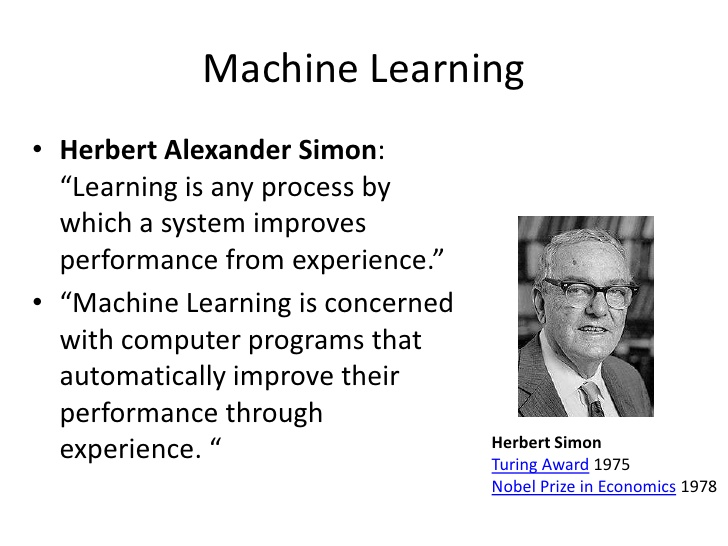 Machine Learning
• Herbert Alexander Simon:
“Learning is any process by
which a system improves
performance from experience.”
• “Machine Learning is concerned
with computer programs that
automatically improve their
performance through
experience. “
Herbert Simon
Turing Award 1975
Nobel Prize in Economics 1978